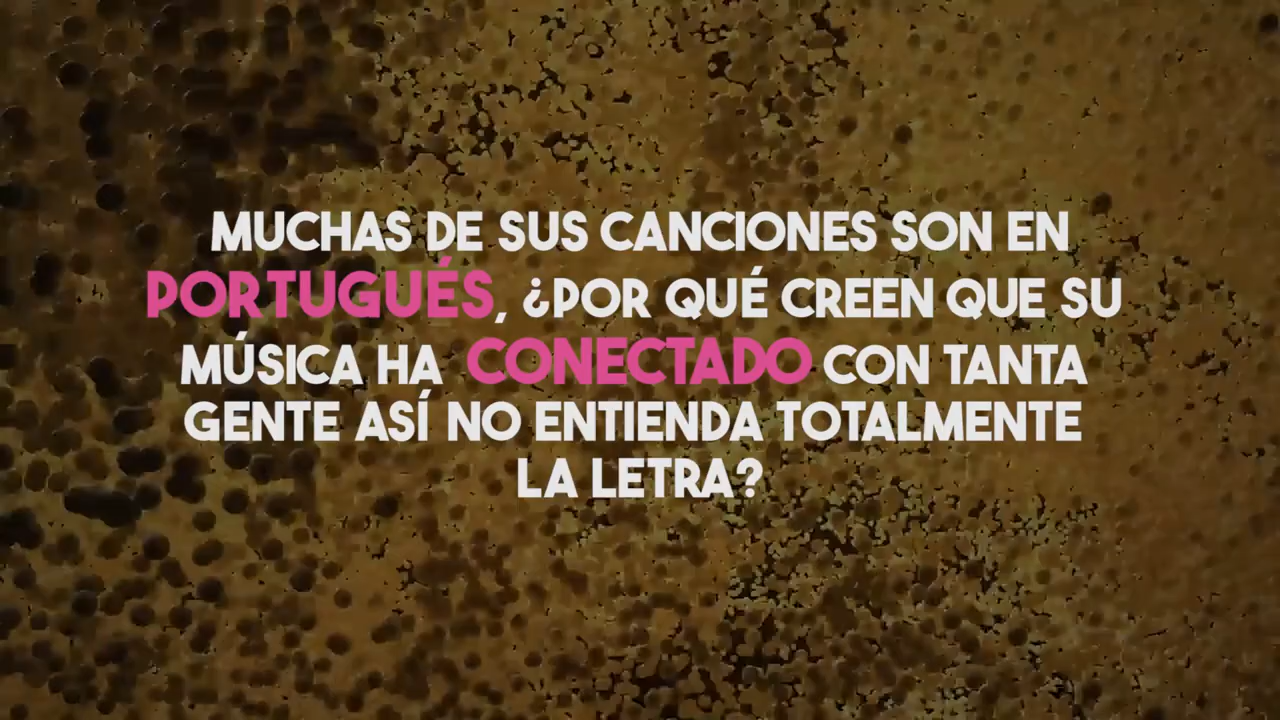 MUCHAS DE SUS CANCIONES SON EN
PORTUGUÉS, ¿POR QUÉ CREEN QUE SU
MÚSICA HA CONECTADO CON TANTA
GENTE ASÍ NO ENTIENDA TOTALMENTE
LA LETRA?